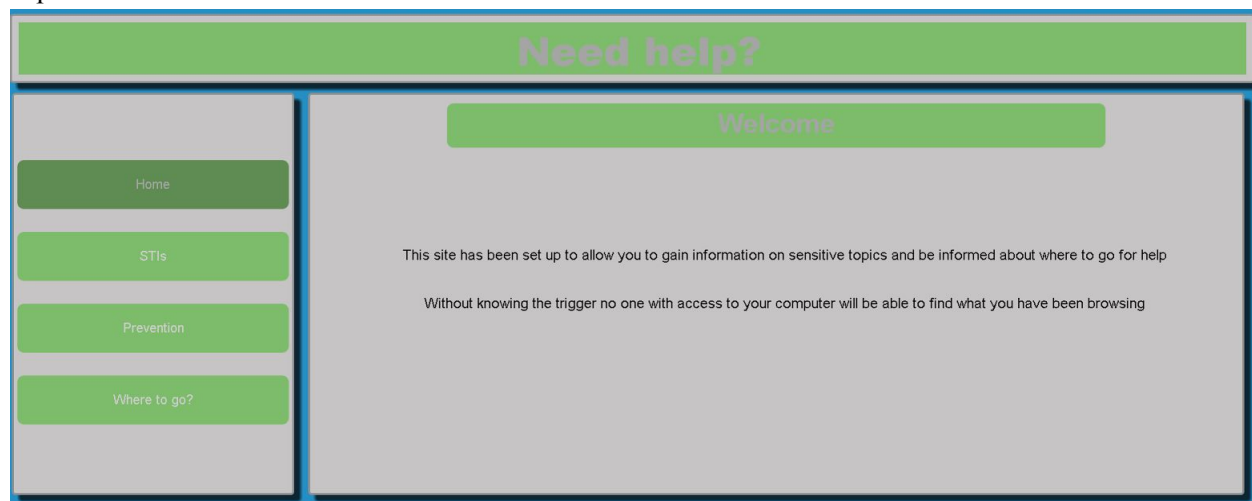 Need help?
Welcome
Home
STIs
Prevention
Where to go?
This site has been set up to allow you to gain information on sensitive topics and be informed about where to go for help
Without knowing the trigger no one with access to your computer will be able to find what you have been browsing